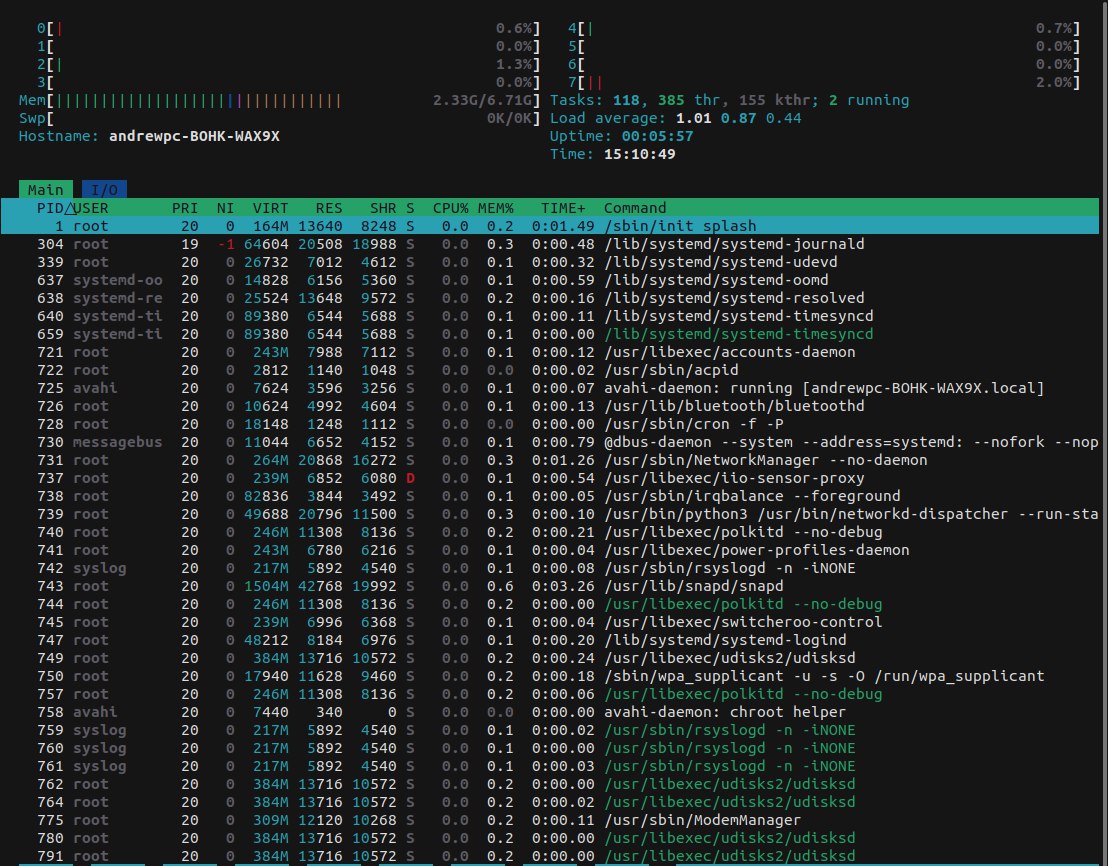 0[| 0.6%] 4[| 0.7%]
1[ 0.0%] 5[ 0.0%]
2[| 1.3%] 6[ 0.0%]
3[ 0.0%] 7[|| 2.0%]
Mem[||||||||||||||||||||||||||||||||| 2.33G/6.71G] Tasks: 118, 385 thr, 155 kthr; 2 running
Swp[ 0K/0K] Load average: 1.01 0.87 0.44
Hostname: andrewpc-BOHK-WAX9X Uptime: 00:05:57
Time: 15:10:49
Main I/O
PID△USER PRI NI VIRT RES SHR S CPU% MEM% TIME+ Command
1 root 20 0 164M 13640 8248 S 0.0 0.2 0:01.49 /sbin/init splash
304 root 19 -1 64604 20508 18988 S 0.0 0.3 0:00.48 /lib/systemd/systemd-journald
339 root 20 0 26732 7012 4612 S 0.0 0.1 0:00.32 /lib/systemd/systemd-udevd
637 systemd-oo 20 0 14828 6156 5360 S 0.0 0.1 0:00.59 /lib/systemd/systemd-oomd
638 systemd-re 20 0 25524 13648 9572 S 0.0 0.2 0:00.16 /lib/systemd/systemd-resolved
640 systemd-ti 20 0 89380 6544 5688 S 0.0 0.1 0:00.11 /lib/systemd/systemd-timesyncd
659 systemd-ti 20 0 89380 6544 5688 S 0.0 0.1 0:00.00 /lib/systemd/systemd-timesyncd
721 root 20 0 243M 7988 7112 S 0.0 0.1 0:00.12 /usr/libexec/accounts-daemon
722 root 20 0 2812 1140 1048 S 0.0 0.0 0:00.02 /usr/sbin/acpid
725 avahi 20 0 7624 3596 3256 S 0.0 0.1 0:00.07 avahi-daemon: running [andrewpc-BOHK-WAX9X.local]
726 root 20 0 10624 4992 4604 S 0.0 0.1 0:00.13 /usr/lib/bluetooth/bluetoothd
728 root 20 0 18148 1248 1112 S 0.0 0.0 0:00.00 /usr/sbin/cron -f -P
730 messagebus 20 0 11044 6652 4152 S 0.0 0.1 0:00.79 @dbus-daemon --system --address=systemd: --nofork --nop
731 root 20 0 264M 20868 16272 S 0.0 0.3 0:01.26 /usr/sbin/NetworkManager --no-daemon
737 root 20 0 239M 6852 6080 D 0.0 0.1 0:00.54 /usr/libexec/iio-sensor-proxy
738 root 20 0 82836 3844 3492 S 0.0 0.1 0:00.05 /usr/sbin/irqbalance --foreground
739 root 20 0 49688 20796 11500 S 0.0 0.3 0:00.10 /usr/bin/python3 /usr/bin/networkd-dispatcher --run-sta
740 root 20 0 246M 11308 8136 S 0.0 0.2 0:00.21 /usr/libexec/polkitd --no-debug
741 root 20 0 243M 6780 6216 S 0.0 0.1 0:00.04 /usr/libexec/power-profiles-daemon
742 syslog 20 0 217M 5892 4540 S 0.0 0.1 0:00.08 /usr/sbin/rsyslogd -n -iNONE
743 root 20 0 1504M 42768 19992 S 0.0 0.6 0:03.26 /usr/lib/snapd/snapd
744 root 20 0 246M 11308 8136 S 0.0 0.2 0:00.00 /usr/libexec/polkitd --no-debug
745 root 20 0 239M 6996 6368 S 0.0 0.1 0:00.04 /usr/libexec/switcheroo-control
747 root 20 0 48212 8184 6976 S 0.0 0.1 0:00.20 /lib/systemd/systemd-logind
749 root 20 0 384M 13716 10572 S 0.0 0.2 0:00.24 /usr/libexec/udisks2/udisksd
750 root 20 0 17940 11628 9460 S 0.0 0.2 0:00.18 /sbin/wpa_supplicant -u -s -O /run/wpa_supplicant
757 root 20 0 246M 11308 8136 S 0.0 0.2 0:00.06 /usr/libexec/polkitd --no-debug
758 avahi 20 0 7440 340 0 S 0.0 0.0 0:00.00 avahi-daemon: chroot helper
759 syslog 20 0 217M 5892 4540 S 0.0 0.1 0:00.02 /usr/sbin/rsyslogd -n -iNONE
760 syslog 20 0 217M 5892 4540 S 0.0 0.1 0:00.00 /usr/sbin/rsyslogd -n -iNONE
761 syslog 20 0 217M 5892 4540 S 0.0 0.1 0:00.03 /usr/sbin/rsyslogd -n -iNONE
762 root 20 0 384M 13716 10572 S 0.0 0.2 0:00.00 /usr/libexec/udisks2/udisksd
764 root 20 0 384M 13716 10572 S 0.0 0.2 0:00.02 /usr/libexec/udisks2/udisksd
775 root 20 0 309M 12120 10268 S 0.0 0.2 0:00.11 /usr/sbin/ModemManager
780 root 20 0 384M 13716 10572 S 0.0 0.2 0:00.00 /usr/libexec/udisks2/udisksd
791 root 20 0 384M 13716 10572 S 0.0 0.2 0:00.00 /usr/libexec/udisks2/udisksd